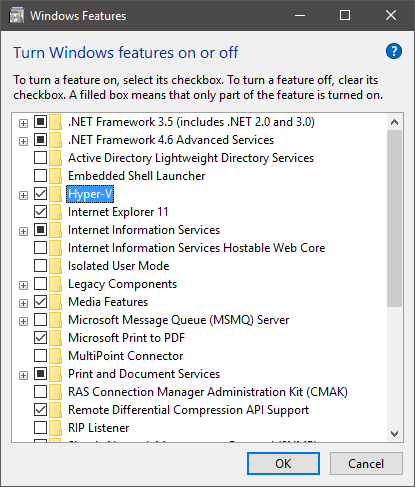 Windows Features
Turn Windows features on or off
To turn a feature on, select its checkbox. To turn a feature off, clear its
checkbox. A filled box means that only part of the feature is turned on.
.NET Framework 3.5 (includes .NET 2.0 and 3.0)
.NET Framework 4.6 Advanced Services
Active Directory Lightweight Directory Services
Embedded Shell Launcher
Hyper-V
Internet Explorer 11
Internet Information Services
Internet Information Services Hostable Web Core
Isolated User Mode
Legacy Components
Media Features
Microsoft Message Queue (MSMQ) Server
Microsoft Print to PDF
MultiPoint Connector
Print and Document Services
RAS Connection Manager Administration Kit (CMAK)
Remote Differential Compression API Support
RIP Listener
OK Cancel